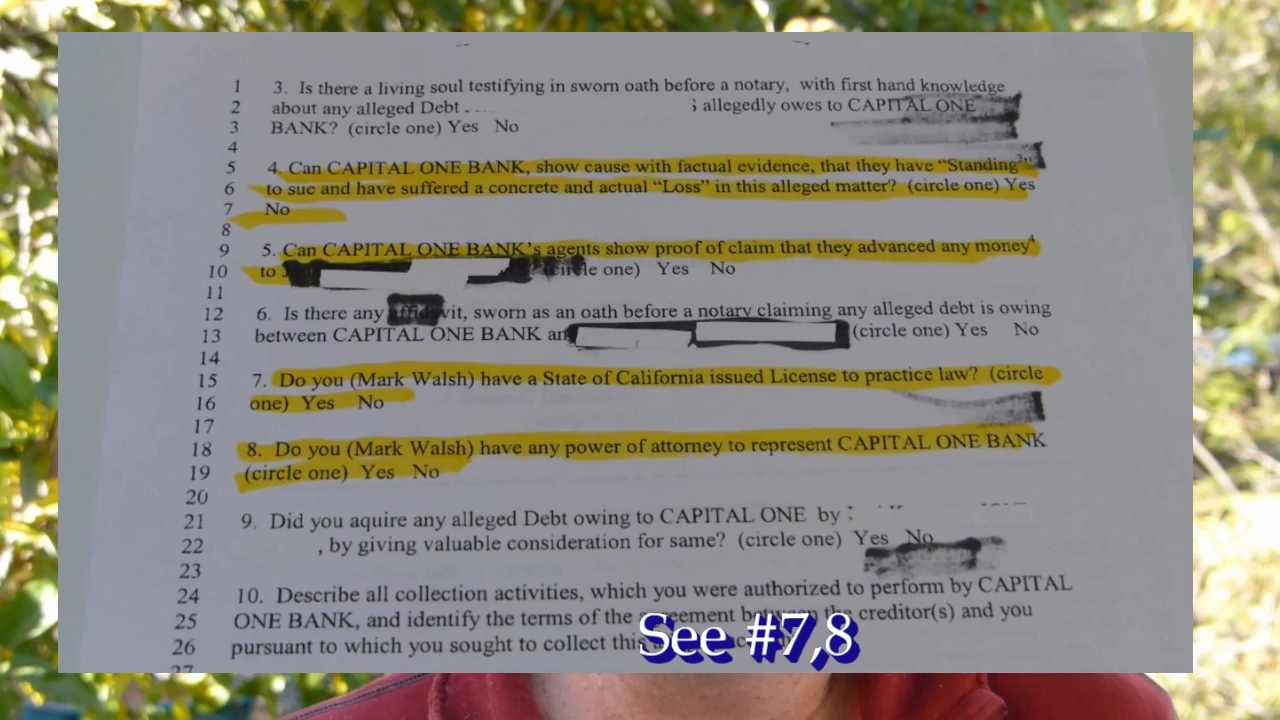 1 3. Is there a living soul testifying in sworn oath before a notary, with first hand knowledge
2 about any alleged Debt allegedly owes to CAPITAL ONE
3 BANK? (circle one) Yes No
4
5 4. Can CAPITAL ONE BANK, show cause with factual evidence, that they have “Standing³”
6 to sue and have suffered a concrete and actual “Loss” in this alleged matter? (circle one) Yes
7 No
8
9 5. Can CAPITAL ONE BANK’s agents show proof of claim that they advanced any money⁴
10 to ? (circle one) Yes No
11
12 6. Is there any affidavit, sworn as an oath before a notary claiming any alleged debt is owing
13 between CAPITAL ONE BANK an (circle one) Yes No
14
15 7. Do you (Mark Walsh) have a State of California issued License to practice law? (circle
16 one) Yes No
17
18 8. Do you (Mark Walsh) have any power of attorney to represent CAPITAL ONE BANK
19 (circle one) Yes No
20
21 9. Did you aquire any alleged Debt owing to CAPITAL ONE by
22 , by giving valuable consideration for same? (circle one) Yes No
23
24 10. Describe all collection activities, which you were authorized to perform by CAPITAL
25 ONE BANK, and identify the terms of the agreement between the creditor(s) and you
26 pursuant to which you sought to collect this
27
See #7,8